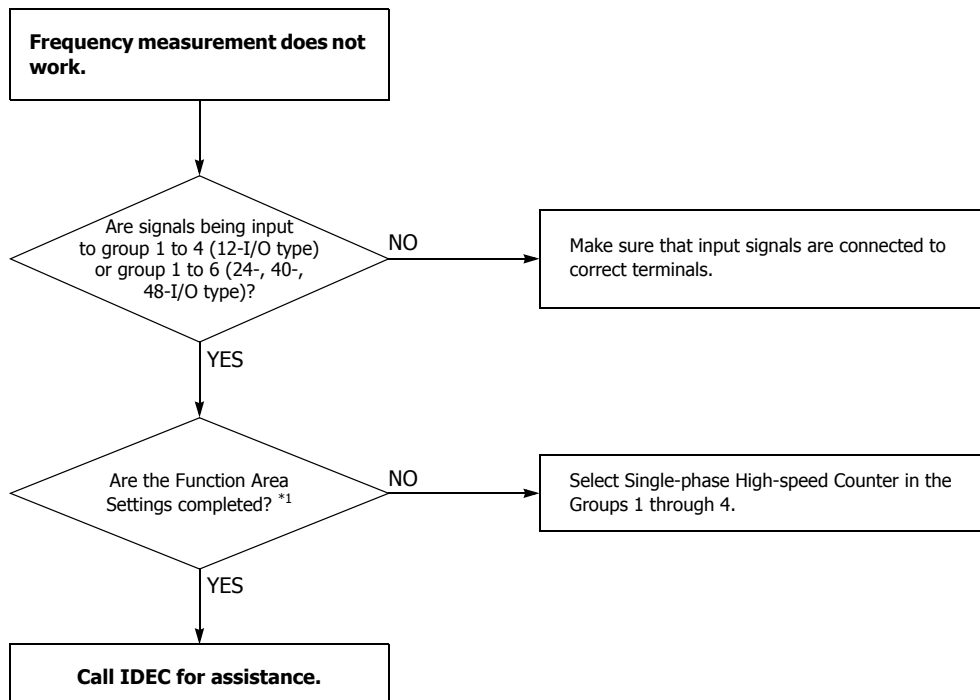 Frequency measurement does not
work.
Are signals being input
to group 1 to 4 (12-I/O type)
or group 1 to 6 (24-, 40-,
48-I/O type)?
NO
Make sure that input signals are connected to
correct terminals.
YES
Are the Function Area
Settings completed? *1
NO
Select Single-phase High-speed Counter in the
Groups 1 through 4.
YES
Call IDEC for assistance.